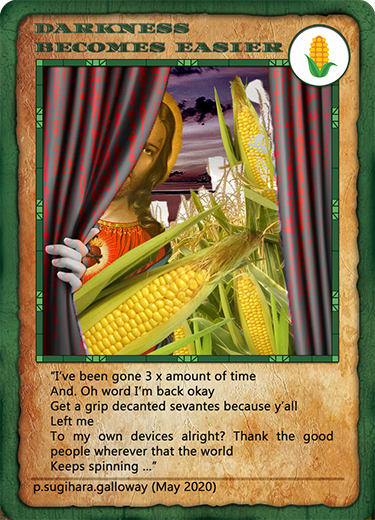 DARKNESS
BECOMES EASIER
“I’ve been gone 3 x amount of time
And. Oh word I’m back okay
Get a grip decanted sevantes because y’all
Left me
To my own devices alright? Thank the good
people wherever that the world
Keeps spinning ...”
p.sugihara.galloway (May 2020)